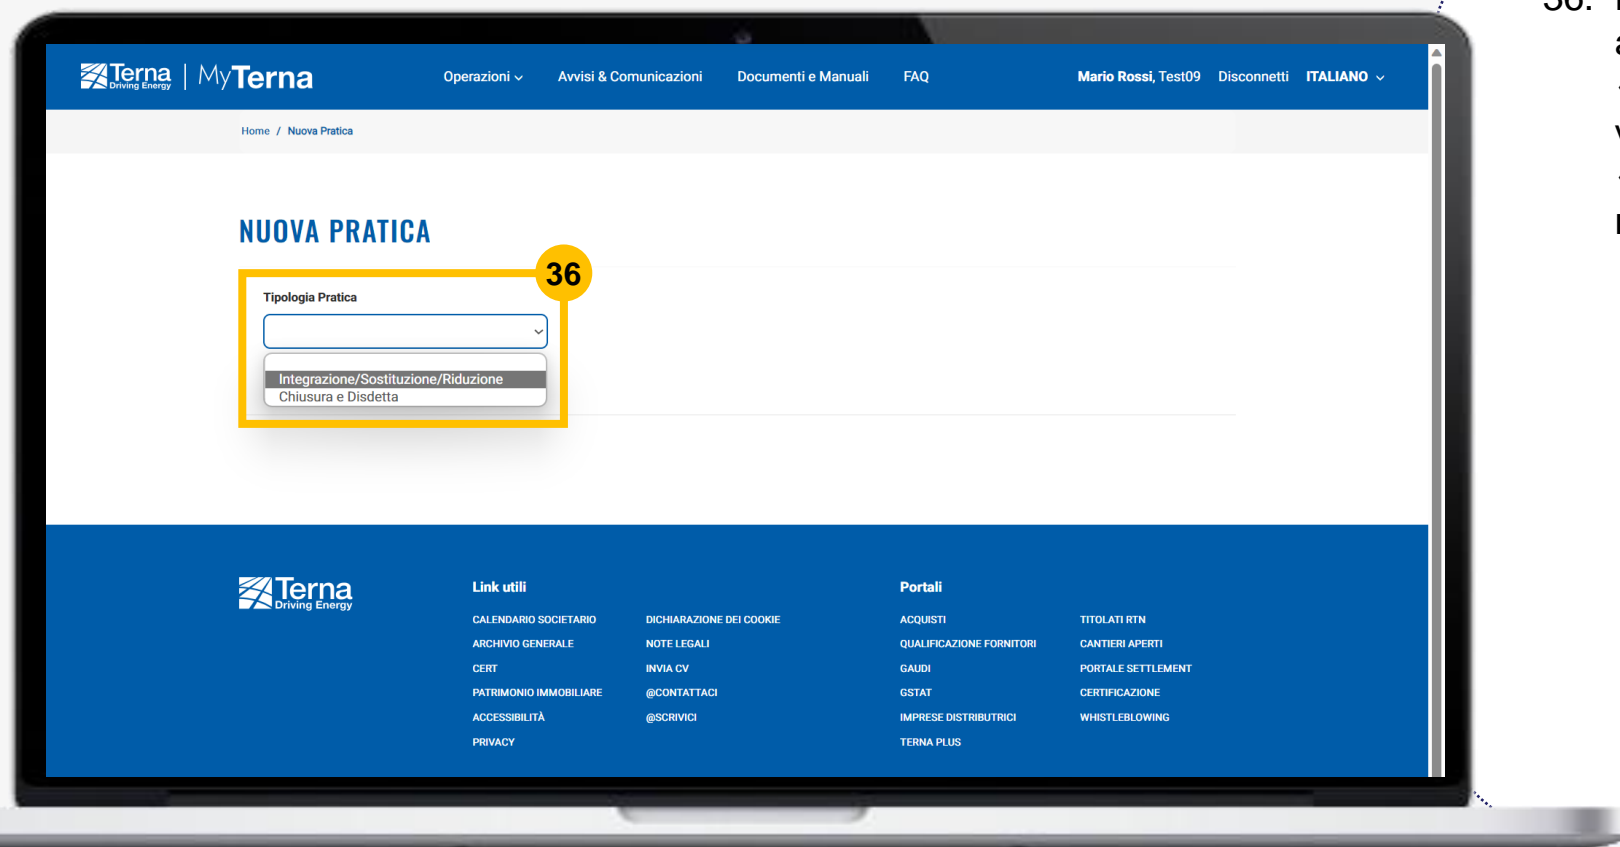 Terna
Driving Energy
MyTerna
Operazioni
Avvisi & Comunicazioni
Documenti e Manuali
FAQ
Mario Rossi, Test09
Disconnetti
ITALIANO
Home / Nuova Pratica
NUOVA PRATICA
36
Tipologia Pratica
Integrazione/Sostituzione/Riduzione
Chiusura e Disdetta
Terna
Driving Energy
Link utili
CALENDARIO SOCIETARIO
ARCHIVIO GENERALE
CERT
PATRIMONIO IMMOBILIARE
ACCESSIBILITÀ
PRIVACY
DICHIARAZIONE DEI COOKIE
NOTE LEGALI
INVIA CV
@CONTATTACI
@SCRIVICI
Portali
ACQUISTI
QUALIFICAZIONE FORNITORI
GAUDI
GSTAT
IMPRESE DISTRIBUTRICI
TERNA PLUS
TITOLATI RTN
CANTIERI APERTI
PORTALE SETTLEMENT
CERTIFICAZIONE
WHISTLEBLOWING
36.